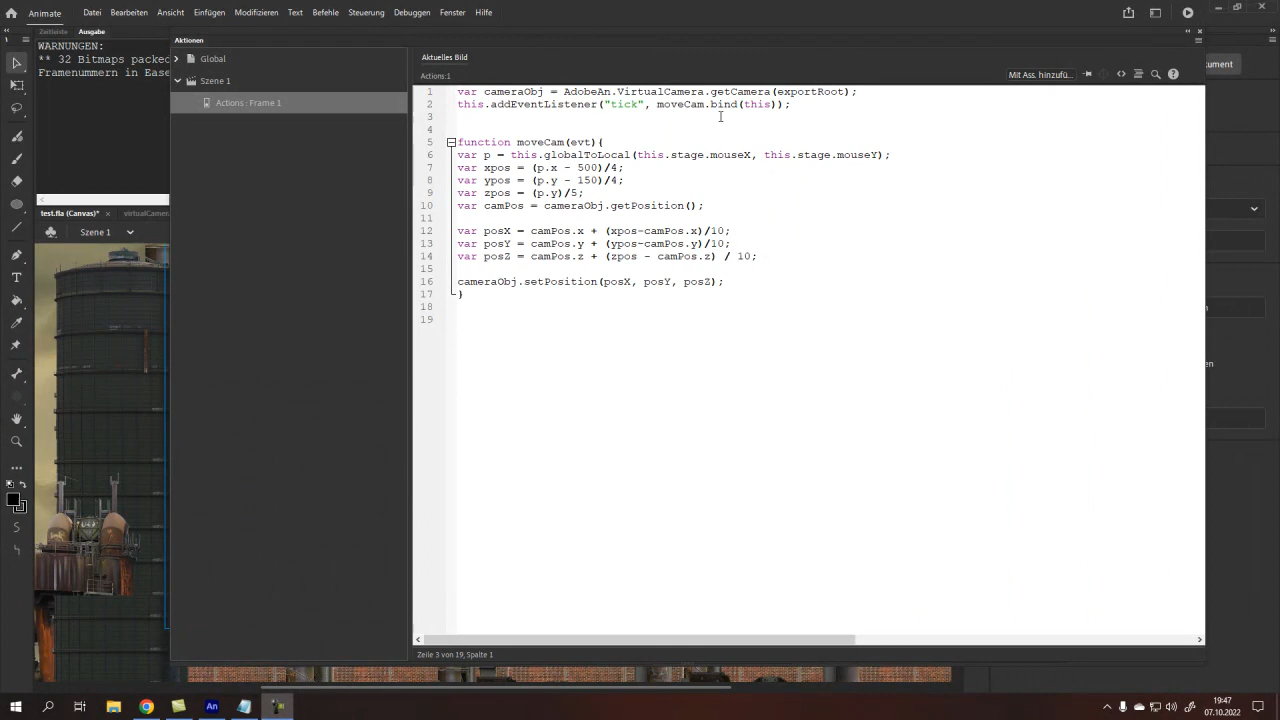 Animate
Datei
Bearbeiten
Ansicht
Einfügen
Modifizieren
Text
Befehle
Steuerung
Debuggen
Fenster
Hilfe
Zeitleiste
Ausgabe
WARNUNGEN:
** 32 Bitmaps packed
Framenummern in Ease
test.fla (Canvas)*
virtualCamera
Szene 1
Aktionen
Global
Szene 1
Actions : Frame 1
Aktuelles Bild
Actions:1
Mit Ass. hinzufü...
ument
1 var cameraObj = AdobeAn.VirtualCamera.getCamera(exportRoot);
2 this.addEventListener("tick", moveCam.bind(this));
3
4
5 function moveCam(evt){
6 var p = this.globalToLocal(this.stage.mouseX, this.stage.mouseY);
7 var xpos = (p.x - 500)/4;
8 var ypos = (p.y - 150)/4;
9 var zpos = (p.y)/5;
10 var camPos = cameraObj.getPosition();
11
12 var posX = camPos.x + (xpos-camPos.x)/10;
13 var posY = camPos.y + (ypos-camPos.y)/10;
14 var posZ = camPos.z + (zpos - camPos.z) / 10;
15
16 cameraObj.setPosition(posX, posY, posZ);
17 }
18
19
en
Zeile 3 von 19, Spalte 1
An
19:47
07.10.2022